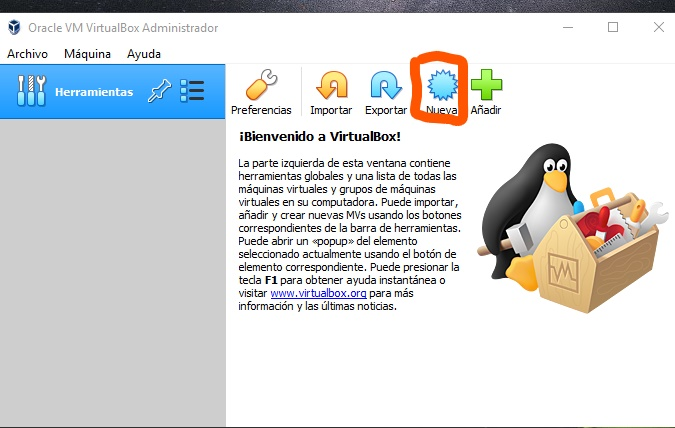 Oracle VM VirtualBox Administrador
Archivo Máquina Ayuda
Herramientas
Preferencias Importar Exportar Nueva Añadir
¡Bienvenido a VirtualBox!
La parte izquierda de esta ventana contiene
herramientas globales y una lista de todas las
máquinas virtuales y grupos de máquinas
virtuales en su computadora. Puede importar,
añadir y crear nuevas MVs usando los botones
correspondientes de la barra de herramientas.
Puede abrir un «popup» del elemento
seleccionado actualmente usando el botón de
elemento correspondiente. Puede presionar la
tecla F1 para obtener ayuda instantánea o
visitar www.virtualbox.org para más
información y las últimas noticias.
VM